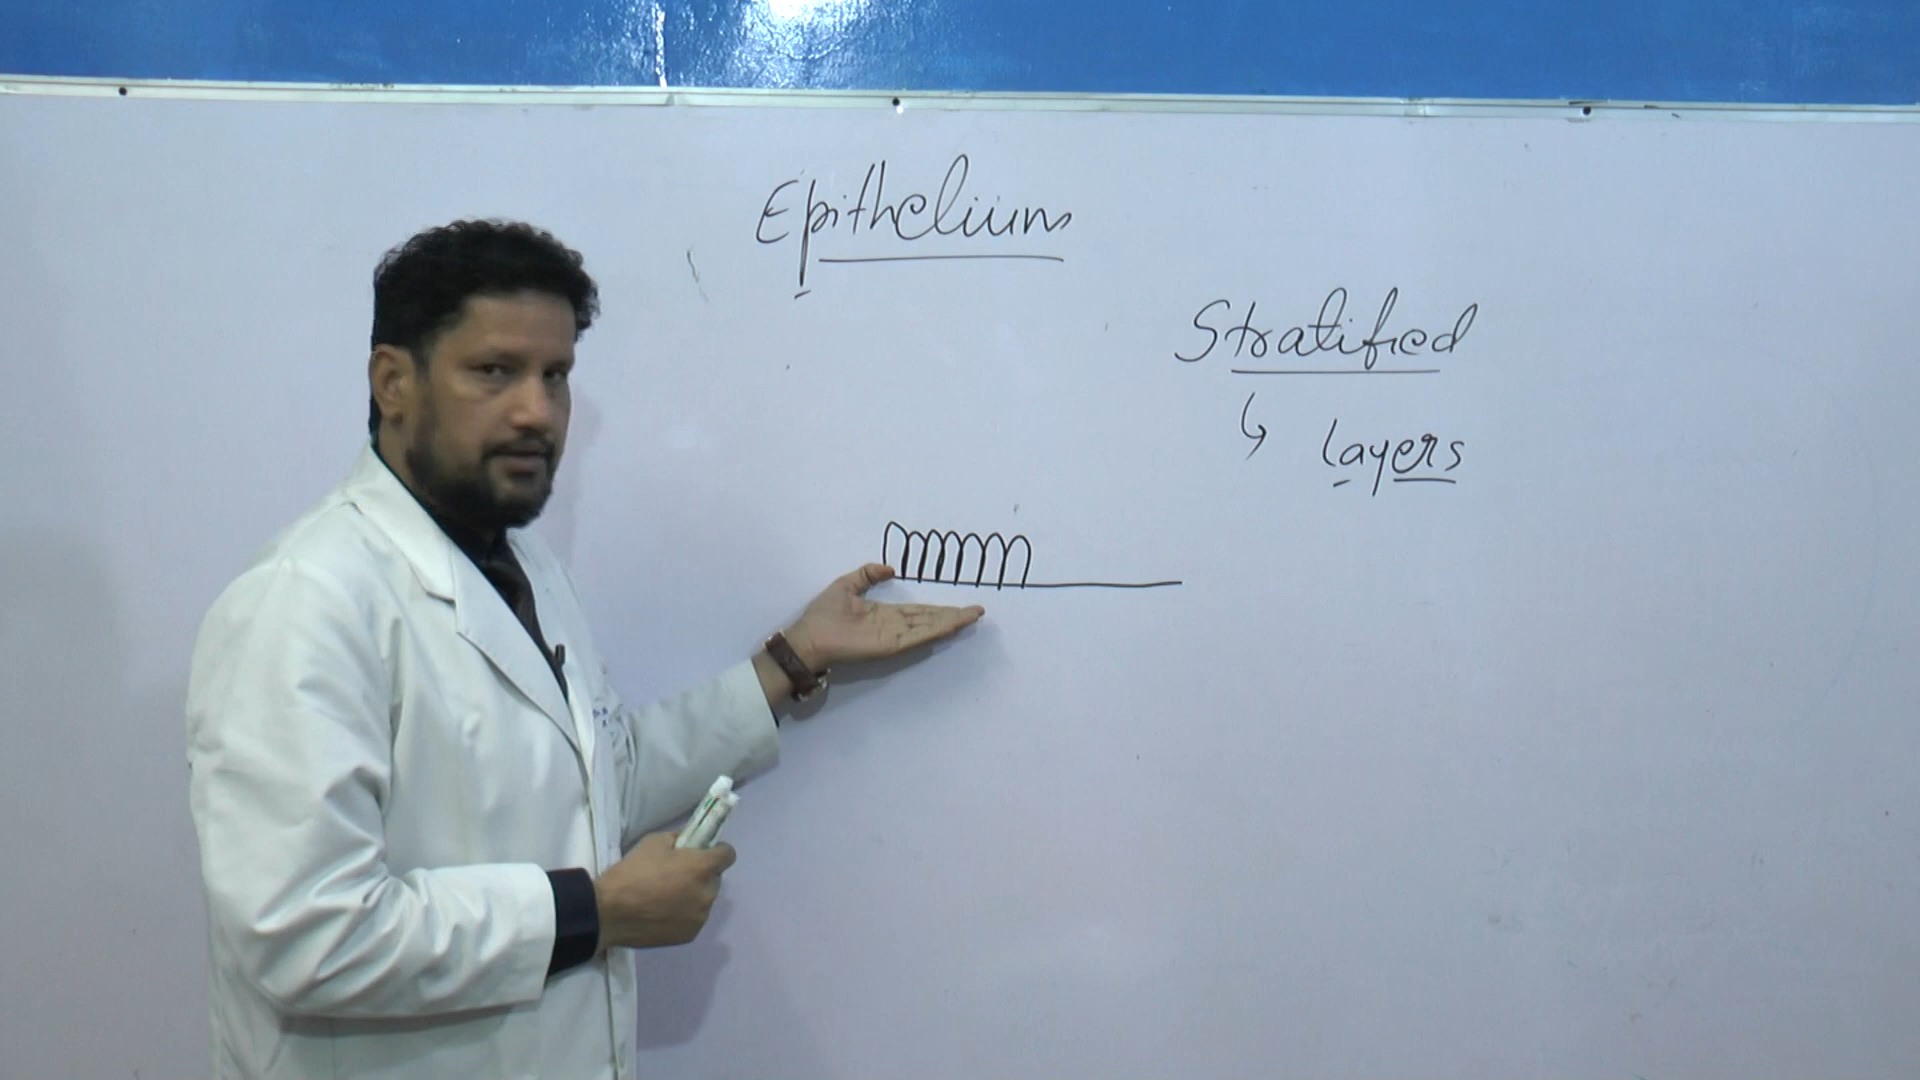 Epithelium
Stratified
↳ layers